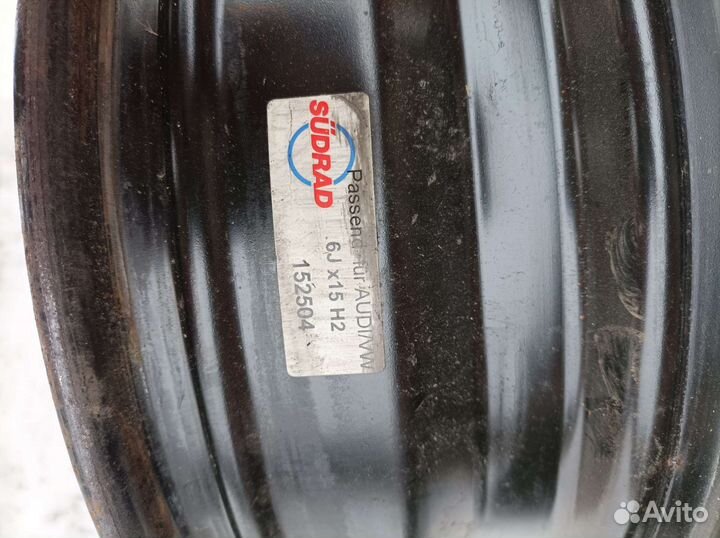 SÜDRAD
Passend für AUDI/VW
6J x15 H2
152504
Avito